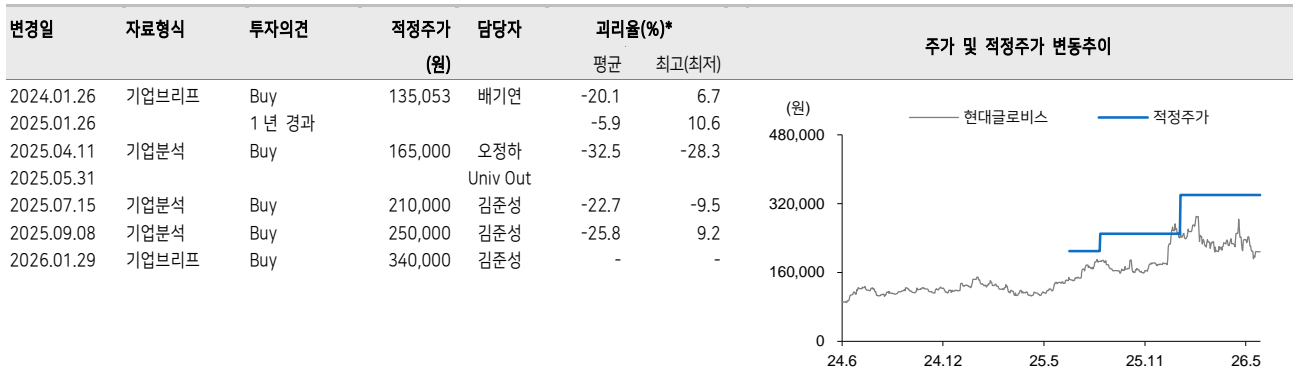 변경일 자료형식 투자의견 적정주가 담당자 괴리율(%)* 주가 및 적정주가 변동추이
(원) 평균 최고(최저)
2024.01.26 기업브리프 Buy 135,053 배기연 -20.1 6.7
2025.01.26 1년 경과 -5.9 10.6
2025.04.11 기업분석 Buy 165,000 오정하 -32.5 -28.3
2025.05.31 Univ Out
2025.07.15 기업분석 Buy 210,000 김준성 -22.7 -9.5
2025.09.08 기업분석 Buy 250,000 김준성 -25.8 9.2
2026.01.29 기업브리프 Buy 340,000 김준성 - -
(원)
현대글로비스 적정주가
480,000
320,000
160,000
0
24.6 24.12 25.5 25.11 26.5